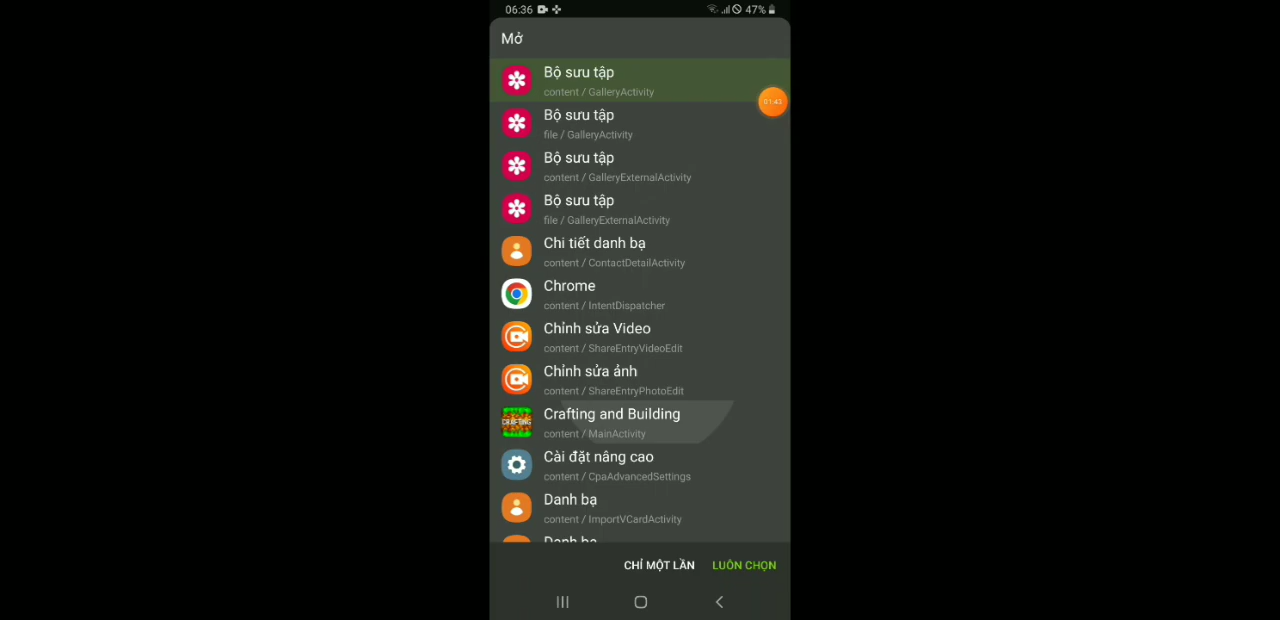 06:36
47%
Mở
Bộ sưu tập
content / GalleryActivity
01:43
Bộ sưu tập
file / GalleryActivity
Bộ sưu tập
content / GalleryExternalActivity
Bộ sưu tập
file / GalleryExternalActivity
Chi tiết danh bạ
content / ContactDetailActivity
Chrome
content / IntentDispatcher
Chỉnh sửa Video
content / ShareEntryVideoEdit
Chỉnh sửa ảnh
content / ShareEntryPhotoEdit
CRAFTING
Crafting and Building
content / MainActivity
Cài đặt nâng cao
content / CpaAdvancedSettings
Danh bạ
content / ImportVCardActivity
Danh bạ
CHỈ MỘT LẦN
LUÔN CHỌN